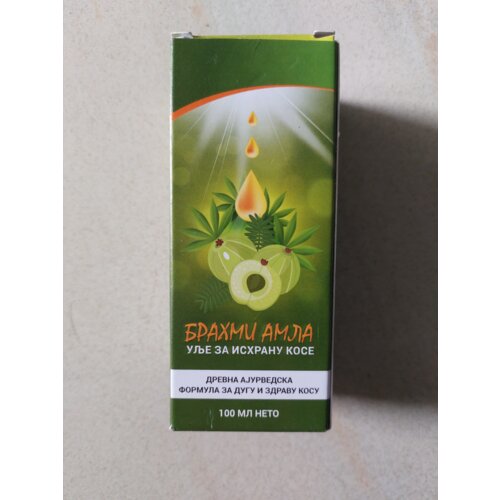 БРАХМИ АМЛА
УЉЕ ЗА ИСХРАНУ КОСЕ
ДРЕВНА АЈУРВЕДСКА
ФОРМУЛА ЗА ДУГУ И ЗДРАВУ КОСУ
100 МЛ НЕТО